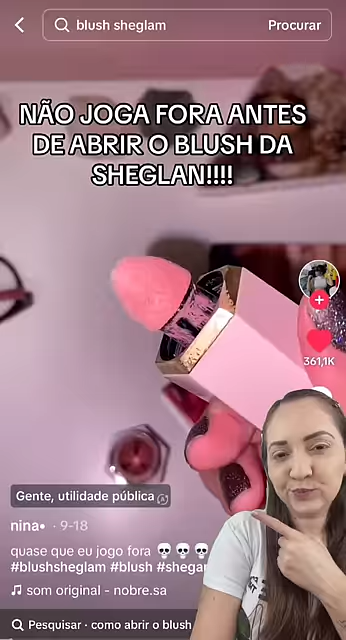 blush sheglam
Procurar
NÃO JOGA FORA ANTES
DE ABRIR O BLUSH DA
SHEGLAN!!!!
361,1K
Gente, utilidade pública
nina• · 9-18
quase que eu jogo fora 💀💀💀
#blushsheglam #blush #shegar
som original - nobre.sa
Pesquisar · como abrir o blush